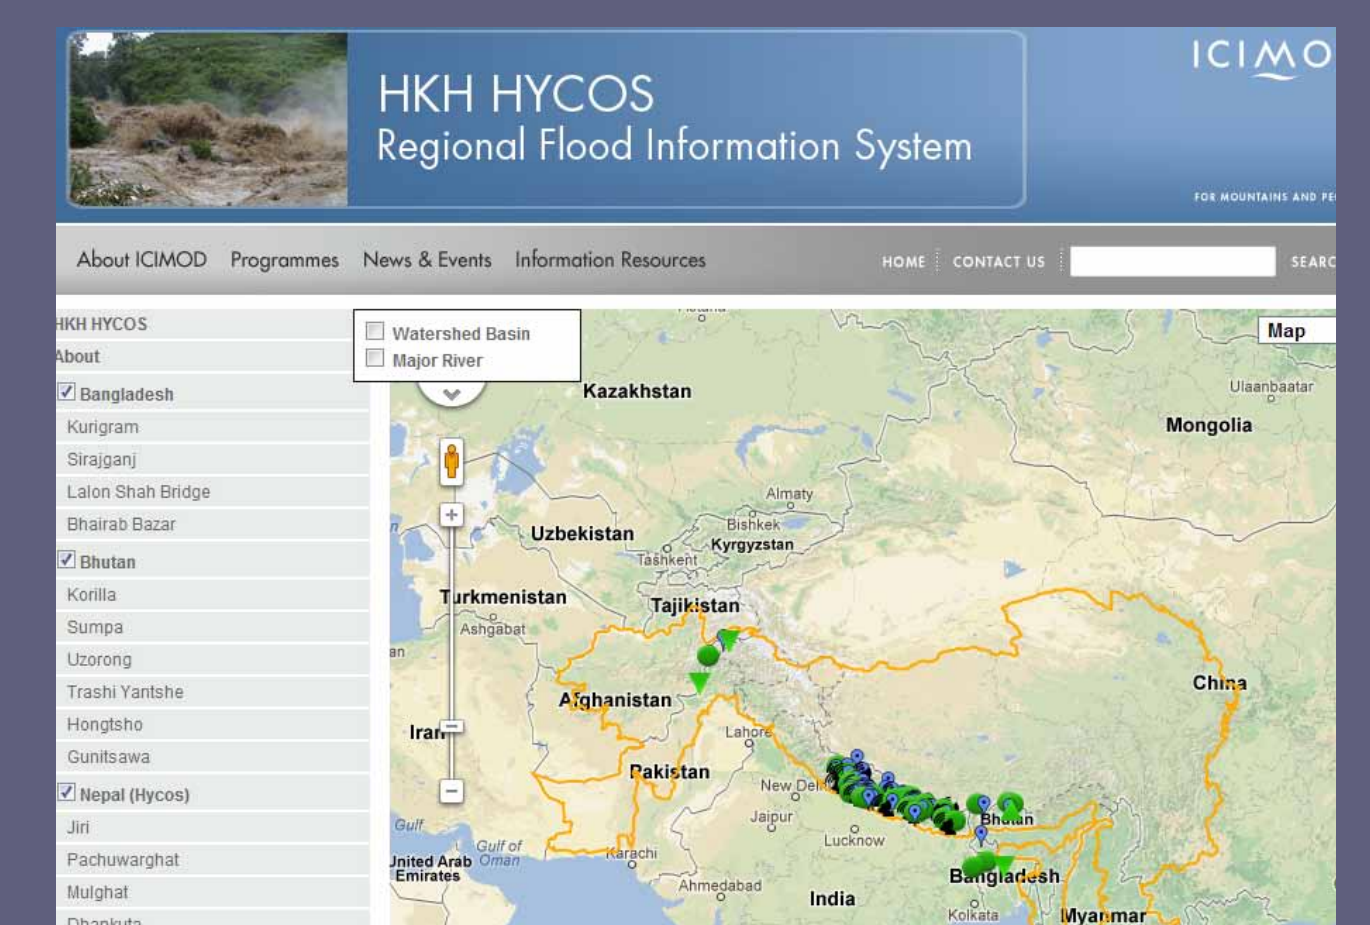 ICIMO
HKH HYCOS
Regional Flood Information System
FOR MOUNTAINS AND PE
About ICIMOD Programmes News & Events Information Resources HOME CONTACT US SEARC
HKH HYCOS
About
Bangladesh
Kurigram
Sirajganj
Lalon Shah Bridge
Bhairab Bazar
Bhutan
Korilla
Sumpa
Uzorong
Trashi Yantshe
Hongtsho
Gunitsawa
Nepal (Hycos)
Jiri
Pachuwarghat
Mulghat
Dhankuta
Watershed Basin
Major River
Map
Kazakhstan
Ulaanbaatar
Mongolia
Almaty
Bishkek
Uzbekistan
Kyrgyzstan
Tashkent
Turkmenistan
Tajikistan
Ashgabat
an
China
Afghanistan
Iran
Lahore
Pakistan
New Del
Jaipur
Bhutan
Gulf
Lucknow
Gulf of
Oman
Karachi
United Arab
Emirates
Bangladesh
Ahmedabad
India
Kolkata
Myanmar